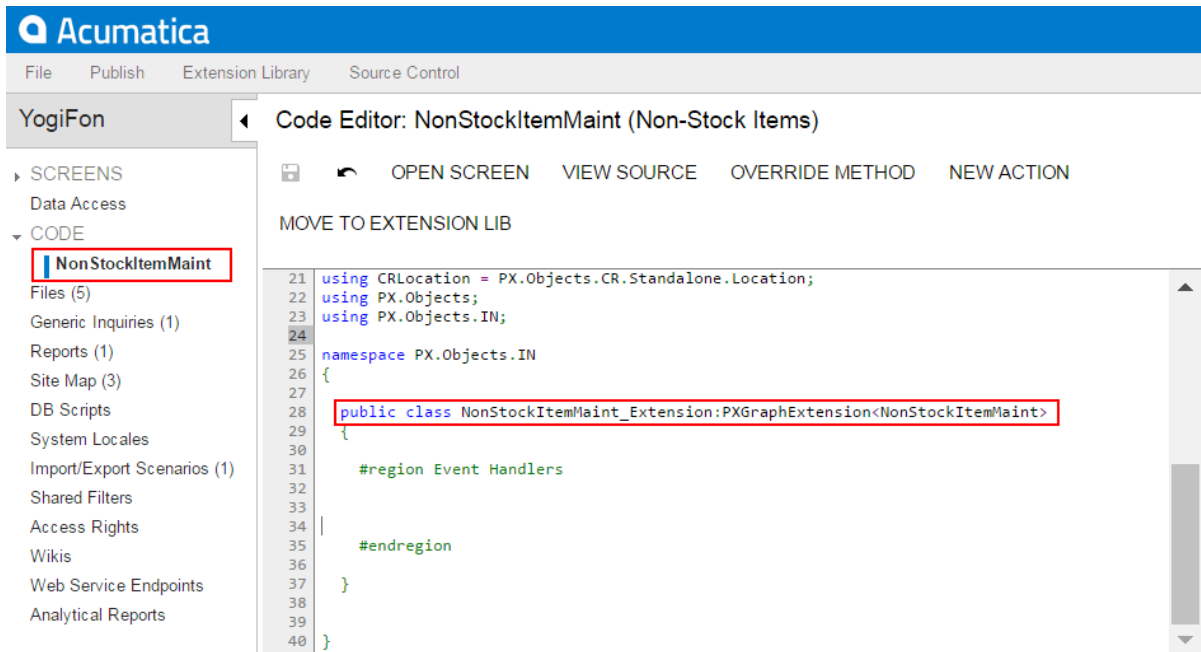 Acumatica
File Publish Extension Library Source Control
YogiFon
SCREENS
Data Access
CODE
NonStockItemMaint
Files (5)
Generic Inquiries (1)
Reports (1)
Site Map (3)
DB Scripts
System Locales
Import/Export Scenarios (1)
Shared Filters
Access Rights
Wikis
Web Service Endpoints
Analytical Reports
Code Editor: NonStockItemMaint (Non-Stock Items)
OPEN SCREEN VIEW SOURCE OVERRIDE METHOD NEW ACTION
MOVE TO EXTENSION LIB
21 using CRLocation = PX.Objects.CR.Standalone.Location;
22 using PX.Objects;
23 using PX.Objects.IN;
24
25 namespace PX.Objects.IN
26 {
27
28 public class NonStockItemMaint_Extension:PXGraphExtension<NonStockItemMaint>
29 {
30
31 #region Event Handlers
32
33
34
35 #endregion
36
37 }
38
39
40 }